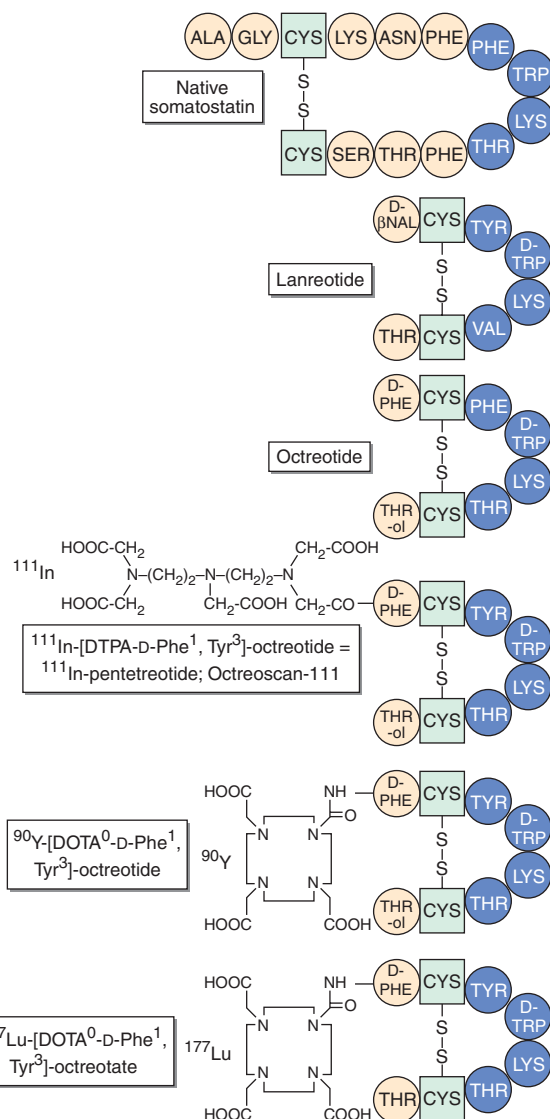 ALA GLY CYS LYS ASN PHE PHE
TRP
LYS
THR
S
S
Native
somatostatin
CYS SER THR PHE
D-
βNAL CYS TYR
D-
TRP
LYS
VAL
S
S
Lanreotide
THR CYS
D-
PHE CYS PHE
D-
TRP
LYS
THR
S
S
Octreotide
THR
-ol CYS
HOOC-CH₂ CH₂-COOH
¹¹¹In
N-(CH₂)₂-N-(CH₂)₂-N
HOOC-CH₂ CH₂-COOH CH₂-CO
D-
PHE CYS TYR
D-
TRP
LYS
THR
S
S
¹¹¹In-[DTPA-D-Phe¹, Tyr³]-octreotide =
¹¹¹In-pentetreotide; Octreoscan-111
THR
-ol CYS
HOOC NH
O
N N
N N
HOOC COOH
⁹⁰Y
⁹⁰Y-[DOTA⁰-D-Phe¹,
Tyr³]-octreotide
D-
PHE CYS TYR
D-
TRP
LYS
THR
S
S
THR
-ol CYS
HOOC NH
O
N N
N N
HOOC COOH
¹⁷⁷Lu
⁷Lu-[DOTA⁰-D-Phe¹,
Tyr³]-octreotate
D-
PHE CYS TYR
D-
TRP
LYS
THR
S
S
THR CYS